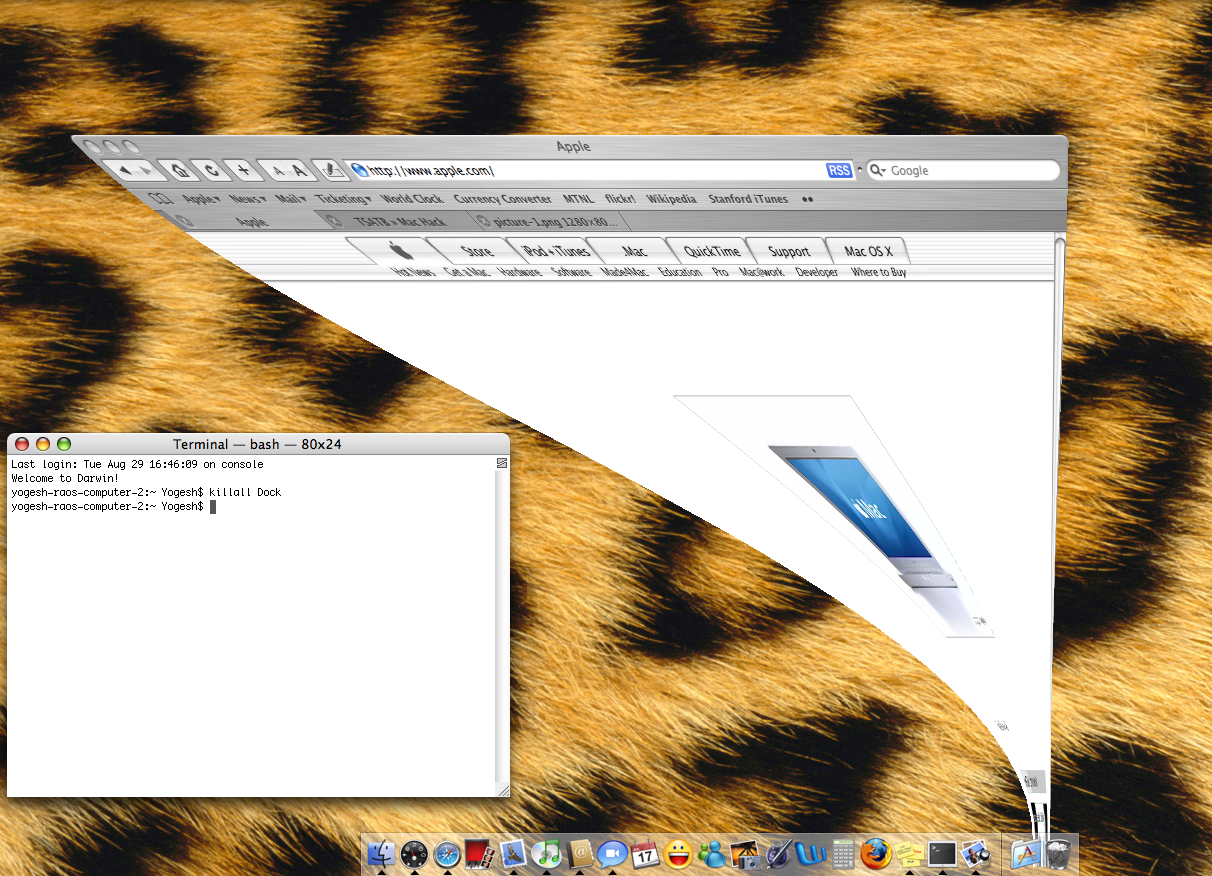 Apple
http://www.apple.com/
RSS
Google
Apple▾ News▾ Mail▾ Ticketing▾ World Clock Currency Converter MTNL flickr! Wikipedia Stanford iTunes
Apple
TSATB » Mac Hack
picture-1.png 1280×80...
Store iPod + iTunes .Mac QuickTime Support Mac OS X
Hot News Get a Mac Hardware Software Made4Mac Education Pro Mac@work Developer Where to Buy
iMac
Terminal — bash — 80x24
Last login: Tue Aug 29 16:46:09 on console
Welcome to Darwin!
yogesh-raos-computer-2:~ Yogesh$ killall Dock
yogesh-raos-computer-2:~ Yogesh$
JUL
17